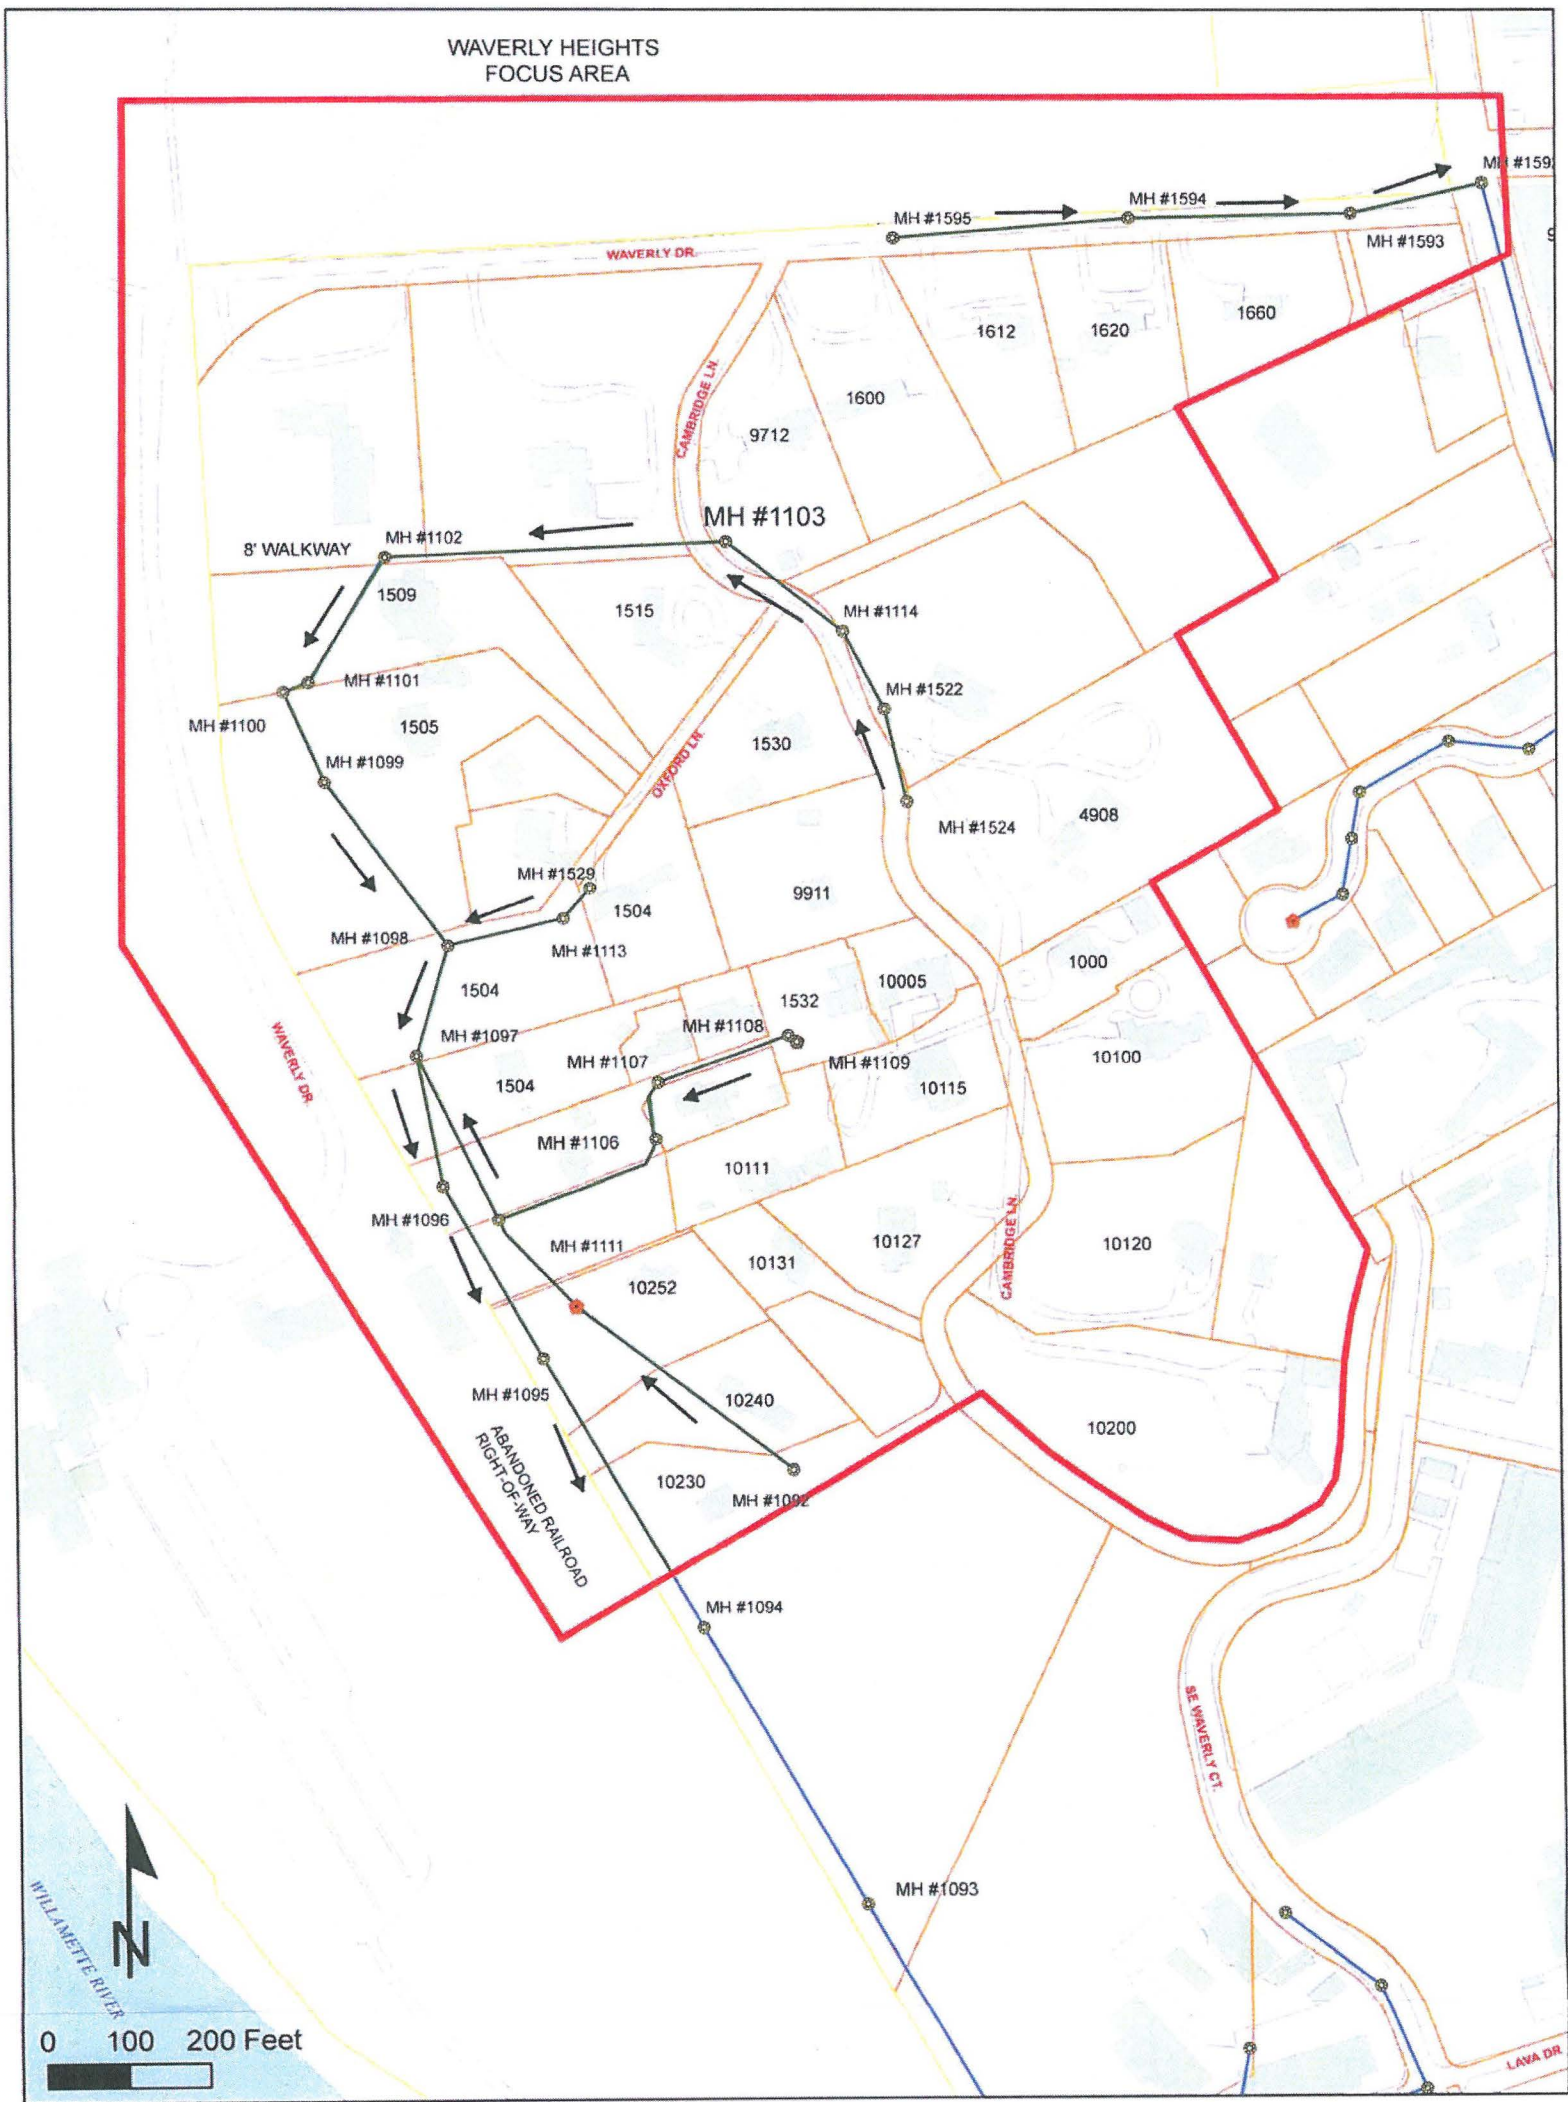 WAVERLY HEIGHTS
FOCUS AREA
MH #1594
MH #1595
MH #1593
WAVERLY DR.
1612
1620
1660
1600
9712
CAMBRIDGE LN.
MH #1103
MH #1102
8' WALKWAY
1509
1515
MH #1114
MH #1101
MH #1522
MH #1100
1505
1530
MH #1099
OXFORD LN.
4908
MH #1524
MH #1529
9911
1504
MH #1098
MH #1113
1000
10005
1504
1532
MH #1108
MH #1097
MH #1107
MH #1109
10100
1504
10115
WAVERLY DR.
MH #1106
10111
MH #1096
MH #1111
10127
10120
10131
CAMBRIDGE LN.
10252
MH #1095
10240
10200
ABANDONED RAILROAD
RIGHT-OF-WAY
10230
MH #1092
MH #1094
SE WAVERLY CT.
MH #1093
WILLAMETTE RIVER
N
0 100 200 Feet
LAVA DR